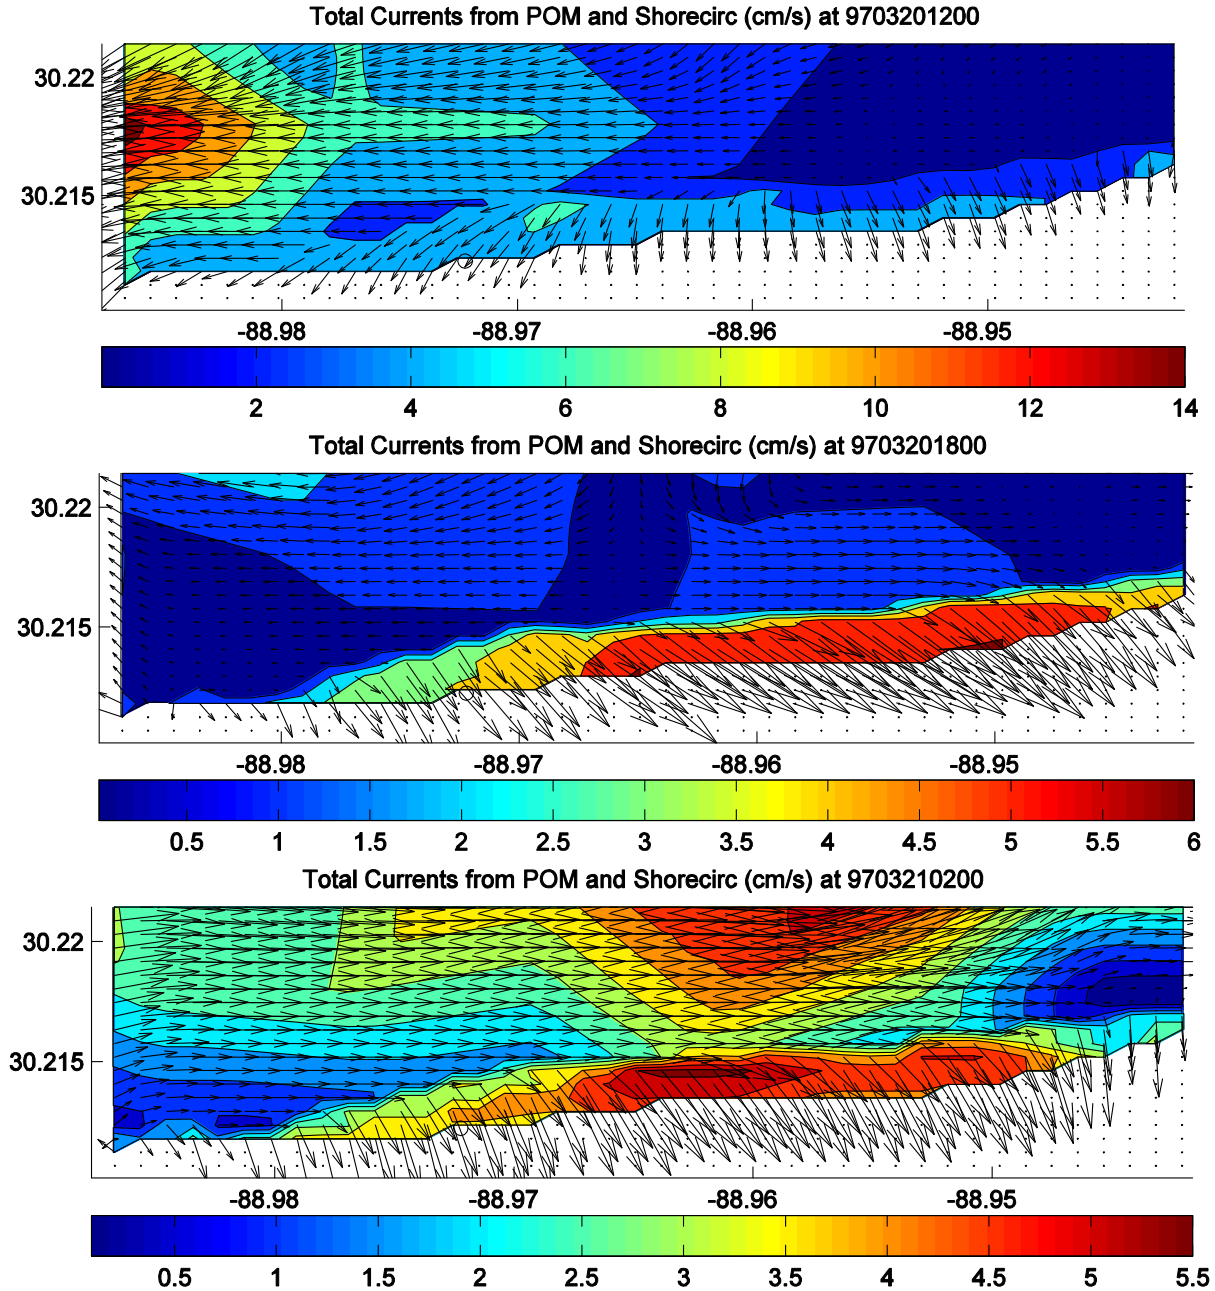 Total Currents from POM and Shorecirc (cm/s) at 9703201200
30.22
30.215
-88.98 -88.97 -88.96 -88.95
2 4 6 8 10 12 14
Total Currents from POM and Shorecirc (cm/s) at 9703201800
30.22
30.215
-88.98 -88.97 -88.96 -88.95
0.5 1 1.5 2 2.5 3 3.5 4 4.5 5 5.5 6
Total Currents from POM and Shorecirc (cm/s) at 9703210200
30.22
30.215
-88.98 -88.97 -88.96 -88.95
0.5 1 1.5 2 2.5 3 3.5 4 4.5 5 5.5